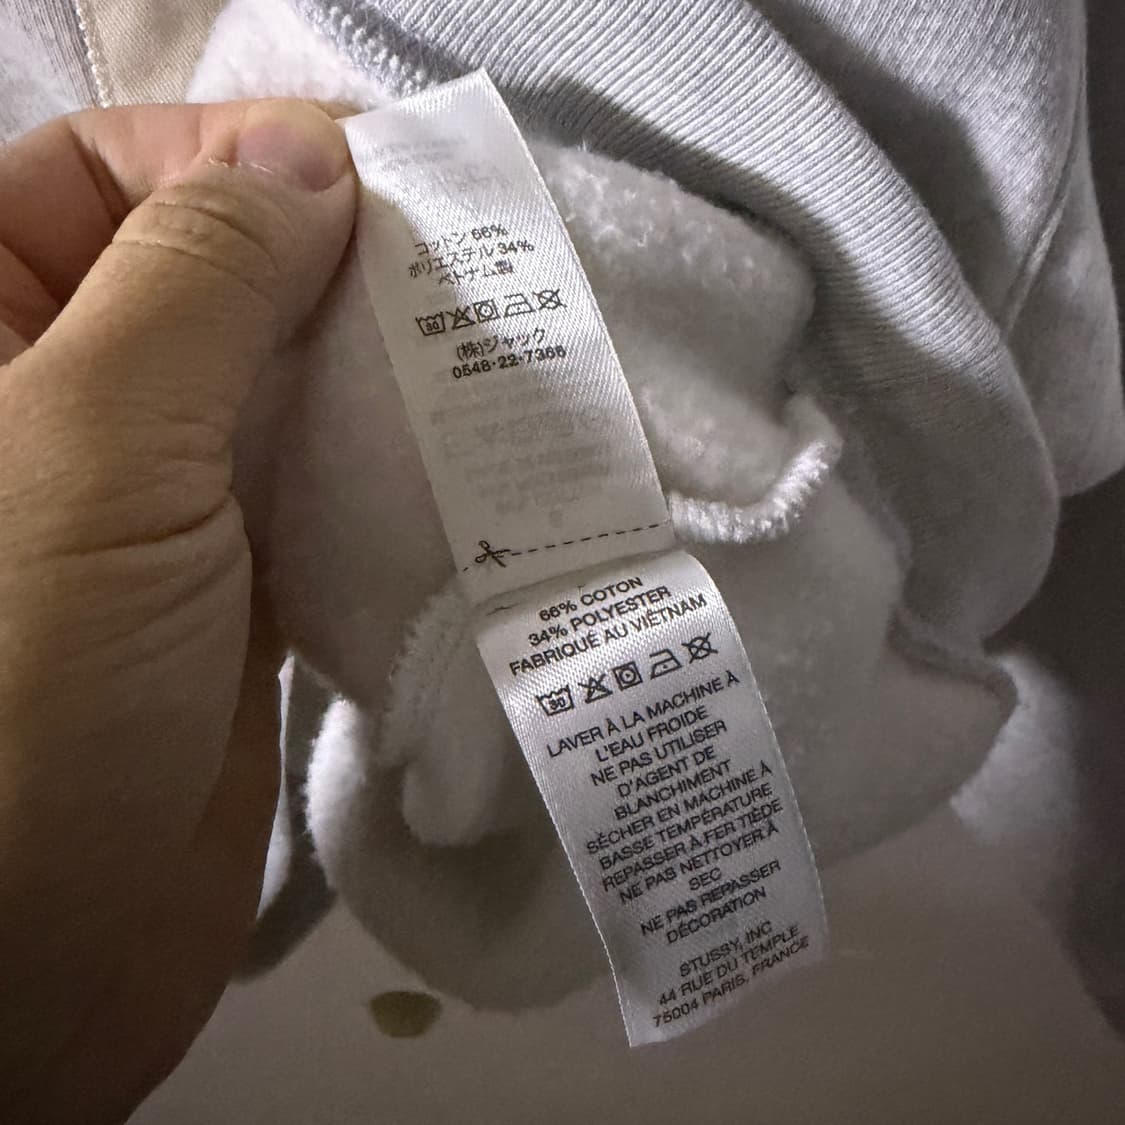 コットン 66%
ポリエステル 34%
ベトナム製
30
(株)ジャック
0548-22-7366
66% COTON
34% POLYESTER
FABRIQUÉ AU VIÊTNAM
30
LAVER À LA MACHINE À
L'EAU FROIDE
NE PAS UTILISER
D'AGENT DE
BLANCHIMENT
SÉCHER EN MACHINE À
BASSE TEMPÉRATURE
REPASSER À FER TIÈDE
NE PAS NETTOYER À
SEC
NE PAS REPASSER
DÉCORATION
STUSSY, INC
44 RUE DU TEMPLE
75004 PARIS, FRANCE